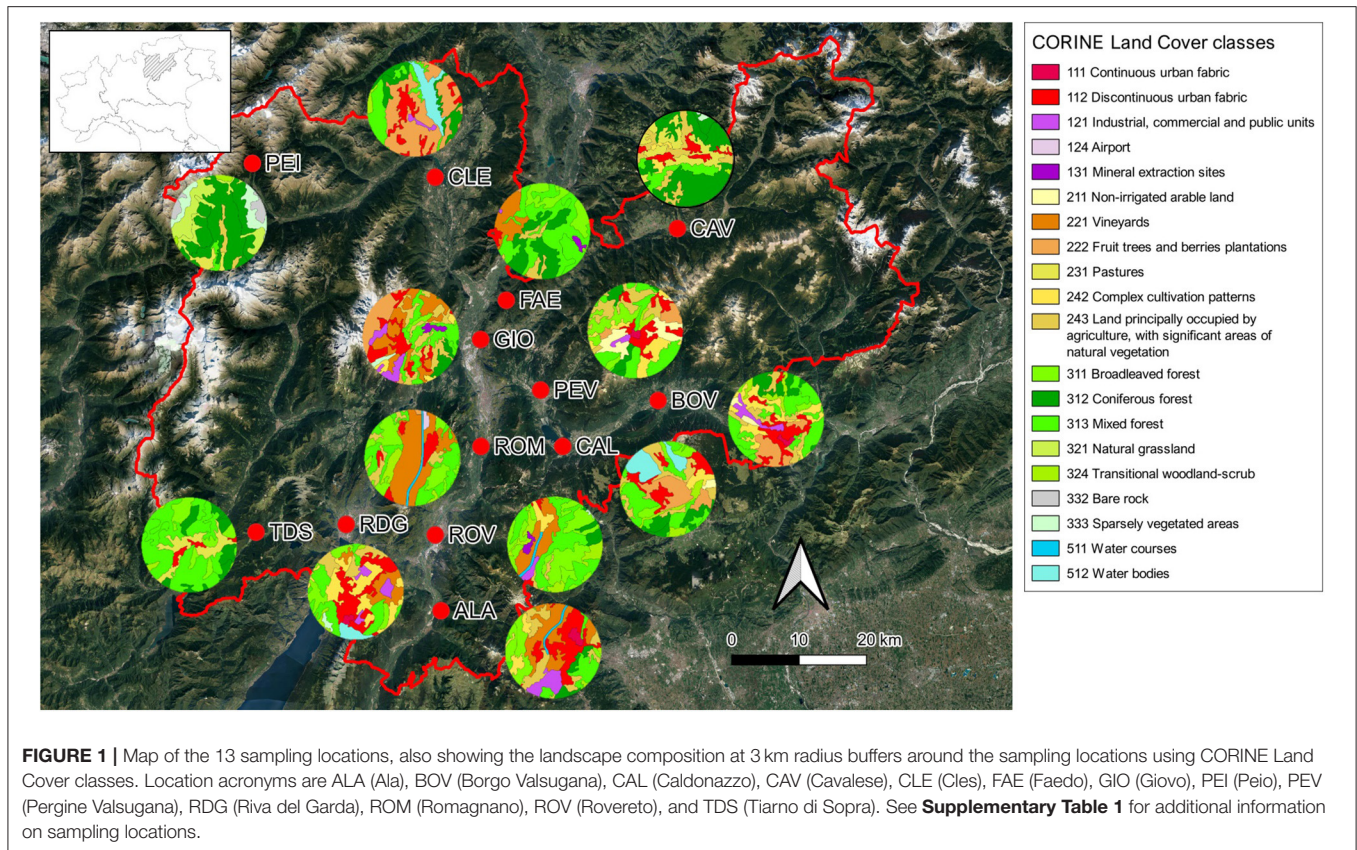 PEI
CLE
CAV
FAE
GIO
PEV
BOV
ROM
CAL
TDS
RDG
ROV
ALA
0 10 20 km
CORINE Land Cover classes
111 Continuous urban fabric
112 Discontinuous urban fabric
121 Industrial, commercial and public units
124 Airport
131 Mineral extraction sites
211 Non-irrigated arable land
221 Vineyards
222 Fruit trees and berries plantations
231 Pastures
242 Complex cultivation patterns
243 Land principally occupied by
agriculture, with significant areas of
natural vegetation
311 Broadleaved forest
312 Coniferous forest
313 Mixed forest
321 Natural grassland
324 Transitional woodland-scrub
332 Bare rock
333 Sparsely vegetated areas
511 Water courses
512 Water bodies
FIGURE 1 | Map of the 13 sampling locations, also showing the landscape composition at 3 km radius buffers around the sampling locations using CORINE Land
Cover classes. Location acronyms are ALA (Ala), BOV (Borgo Valsugana), CAL (Caldonazzo), CAV (Cavalese), CLE (Cles), FAE (Faedo), GIO (Giovo), PEI (Peio), PEV
(Pergine Valsugana), RDG (Riva del Garda), ROM (Romagnano), ROV (Rovereto), and TDS (Tiarno di Sopra). See Supplementary Table 1 for additional information
on sampling locations.